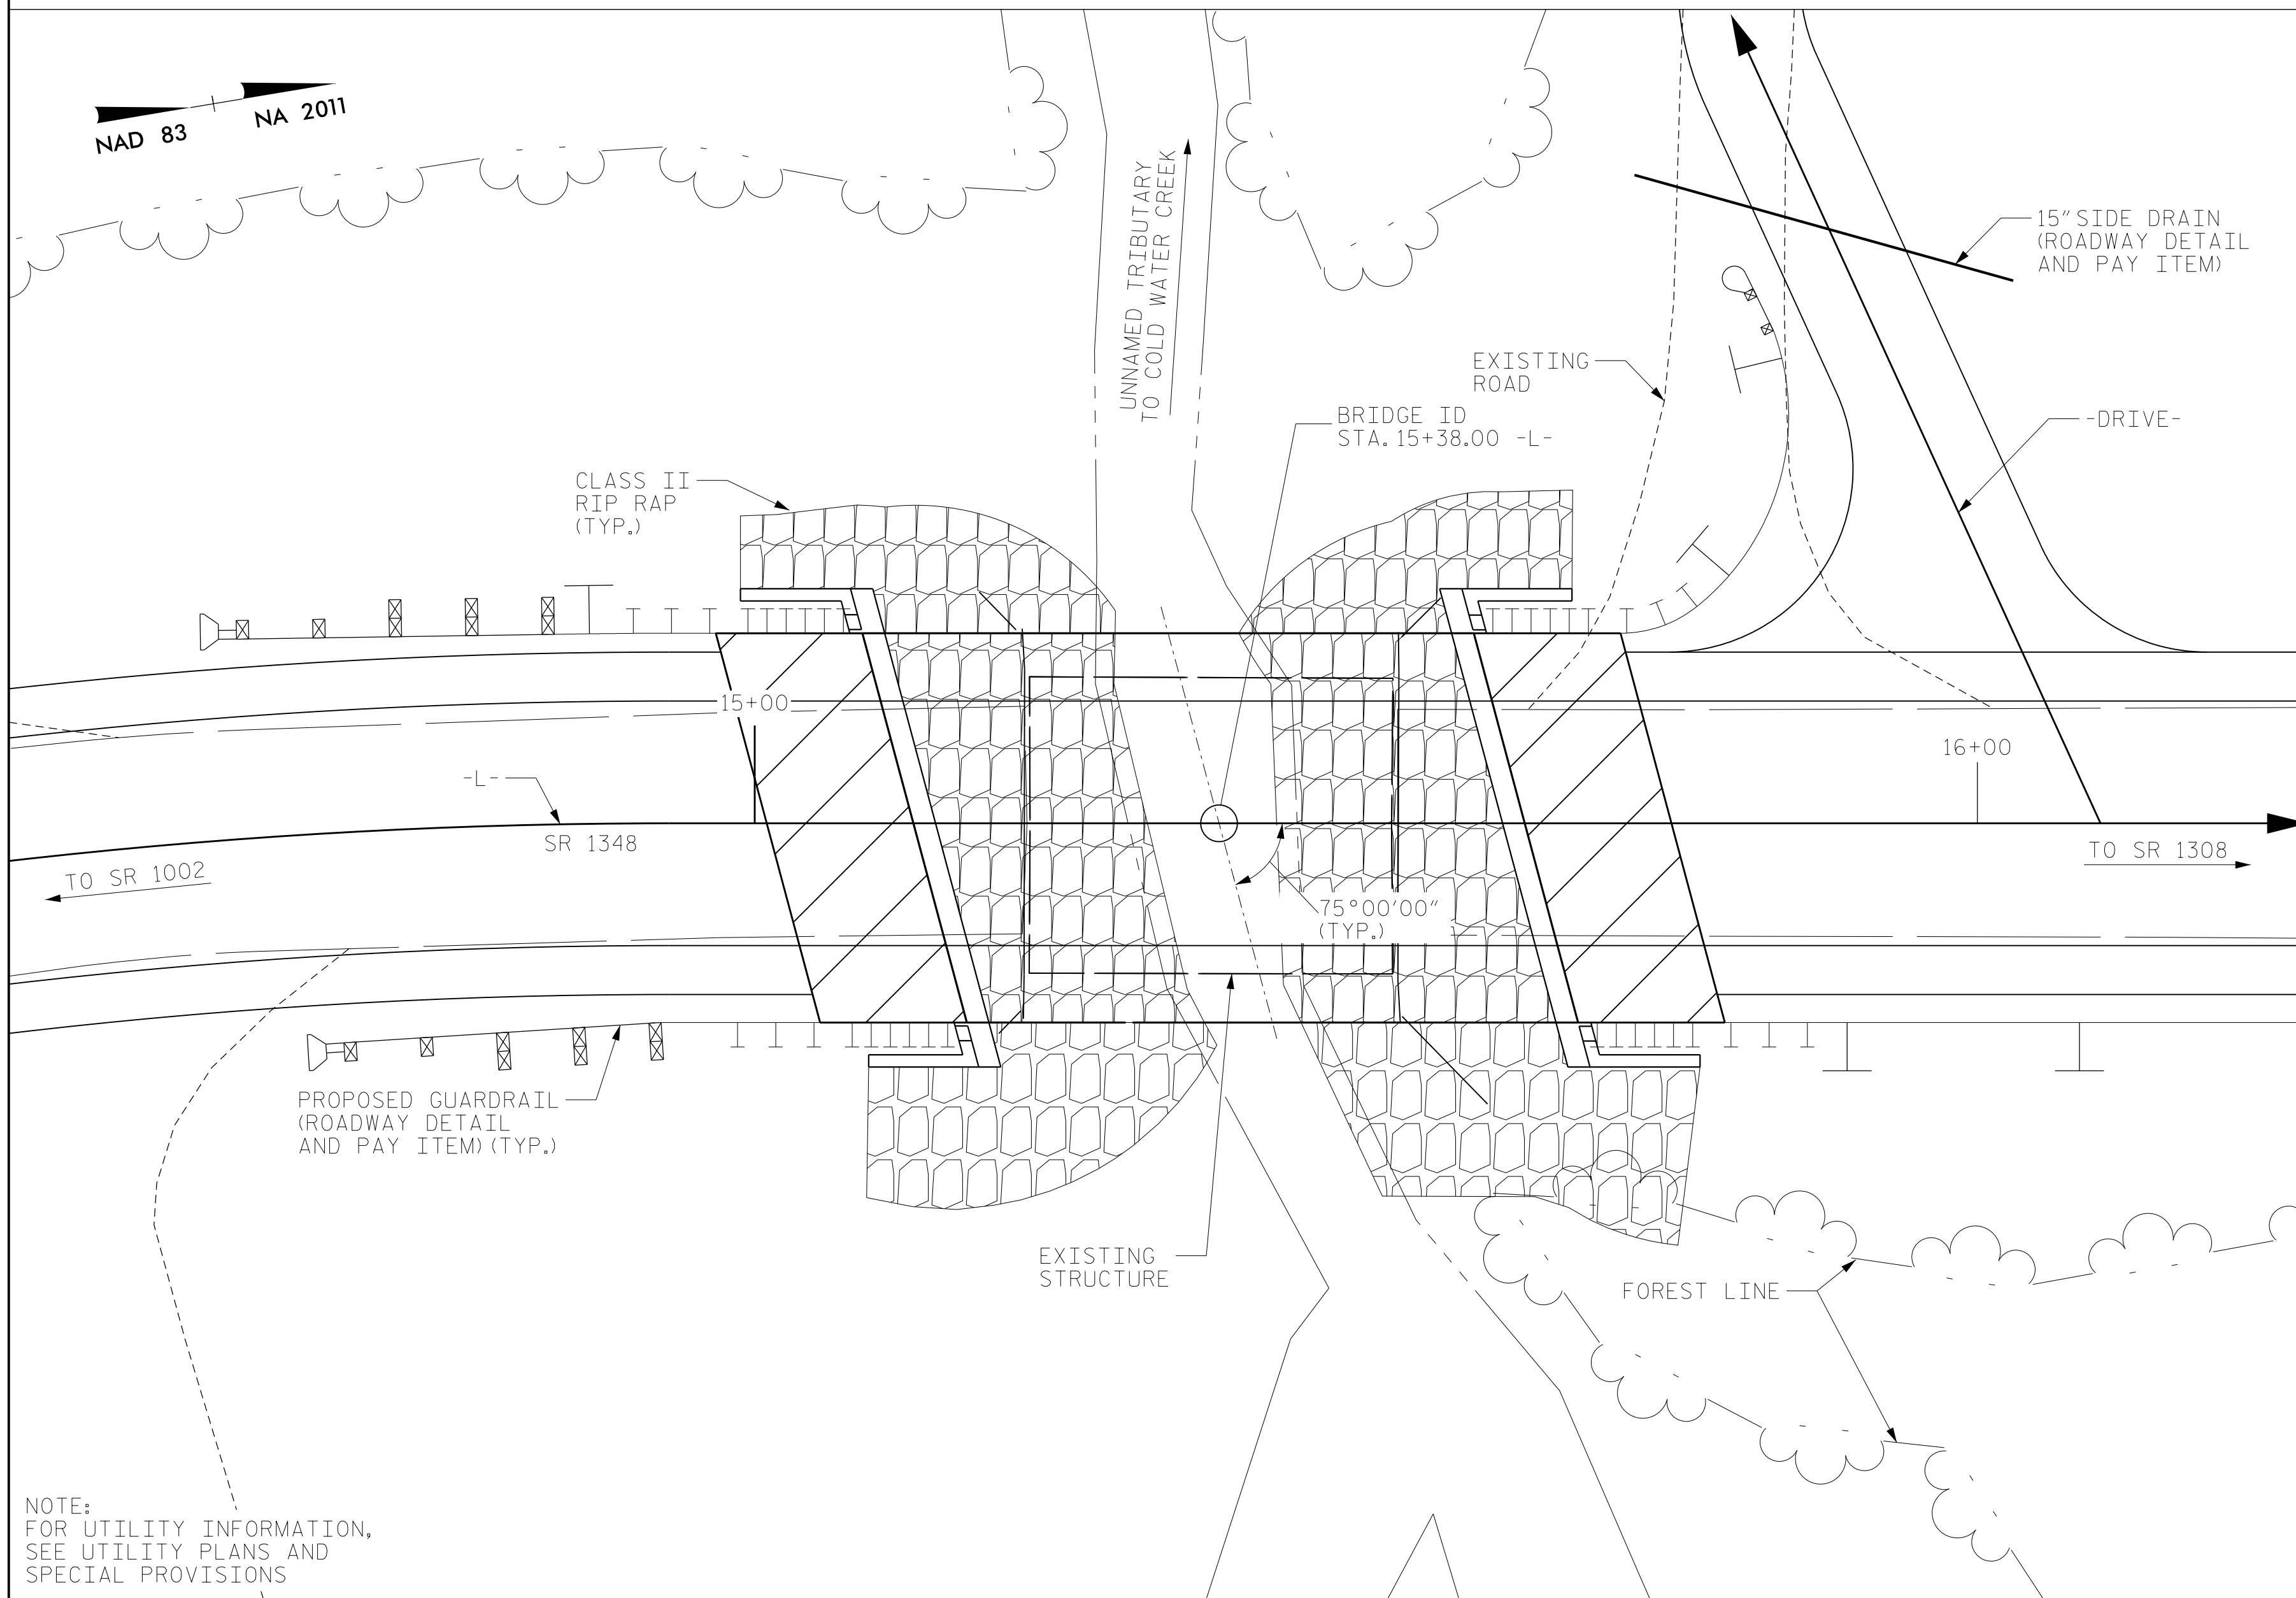 NAD 83
NA 2011
UNNAMED TRIBUTARY
TO COLD WATER CREEK
15" SIDE DRAIN
(ROADWAY DETAIL
AND PAY ITEM)
EXISTING
ROAD
BRIDGE ID
STA. 15+38.00 -L-
-DRIVE-
CLASS II
RIP RAP
(TYP.)
15+00
16+00
-L-
SR 1348
TO SR 1002
TO SR 1308
75°00'00"
(TYP.)
PROPOSED GUARDRAIL
(ROADWAY DETAIL
AND PAY ITEM) (TYP.)
EXISTING
STRUCTURE
FOREST LINE
NOTE:
FOR UTILITY INFORMATION,
SEE UTILITY PLANS AND
SPECIAL PROVISIONS